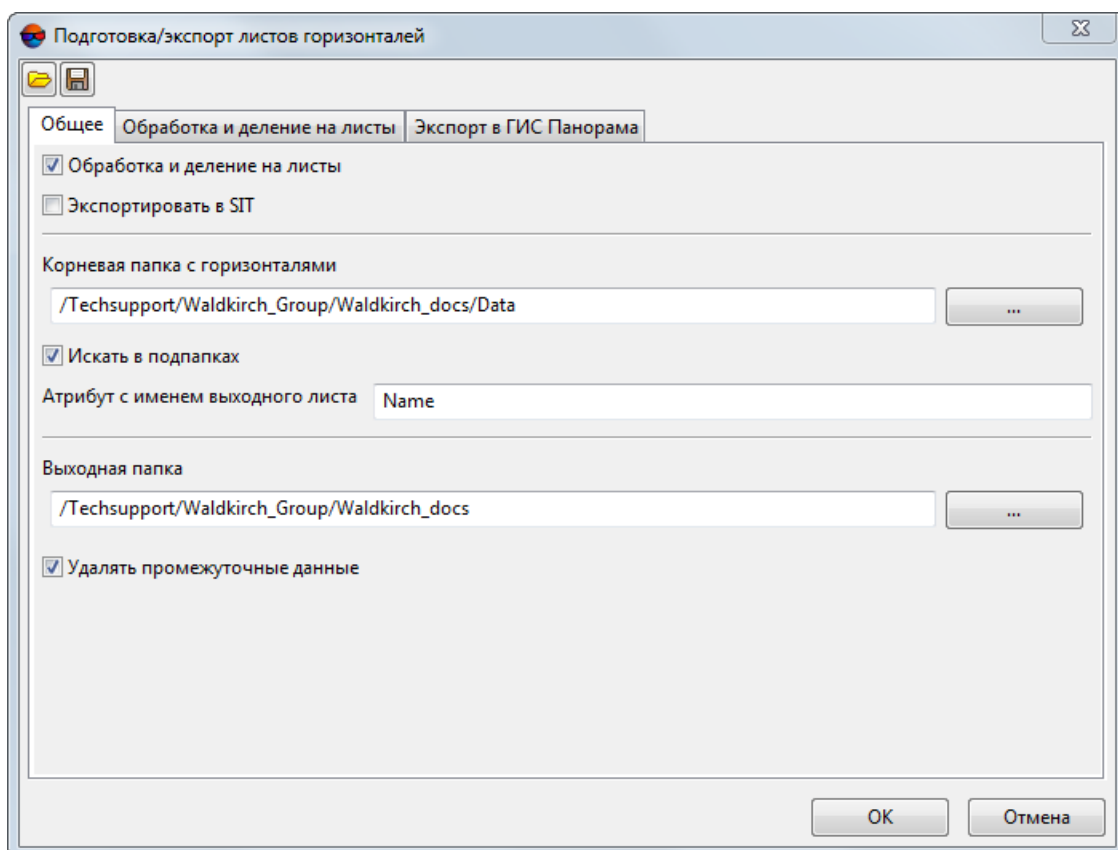 Подготовка/экспорт листов горизонталей
Общее Обработка и деление на листы Экспорт в ГИС Панорама
Обработка и деление на листы
Экспортировать в SIT
Корневая папка с горизонталями
/Techsupport/Waldkirch_Group/Waldkirch_docs/Data ...
Искать в подпапках
Атрибут с именем выходного листа Name
Выходная папка
/Techsupport/Waldkirch_Group/Waldkirch_docs ...
Удалять промежуточные данные
OK Отмена